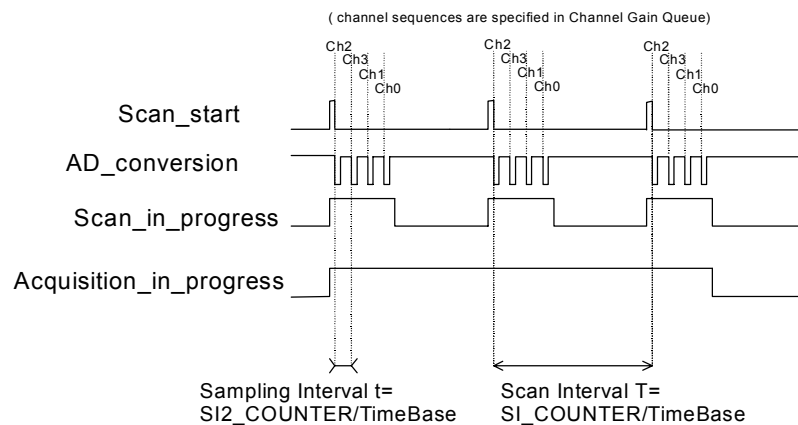 ( channel sequences are specified in Channel Gain Queue)
Ch2
Ch3
Ch1
Ch0
Ch2
Ch3
Ch1
Ch0
Ch2
Ch3
Ch1
Ch0
Scan_start
AD_conversion
Scan_in_progress
Acquisition_in_progress
Sampling Interval t=
SI2_COUNTER/TimeBase
Scan Interval T=
SI_COUNTER/TimeBase